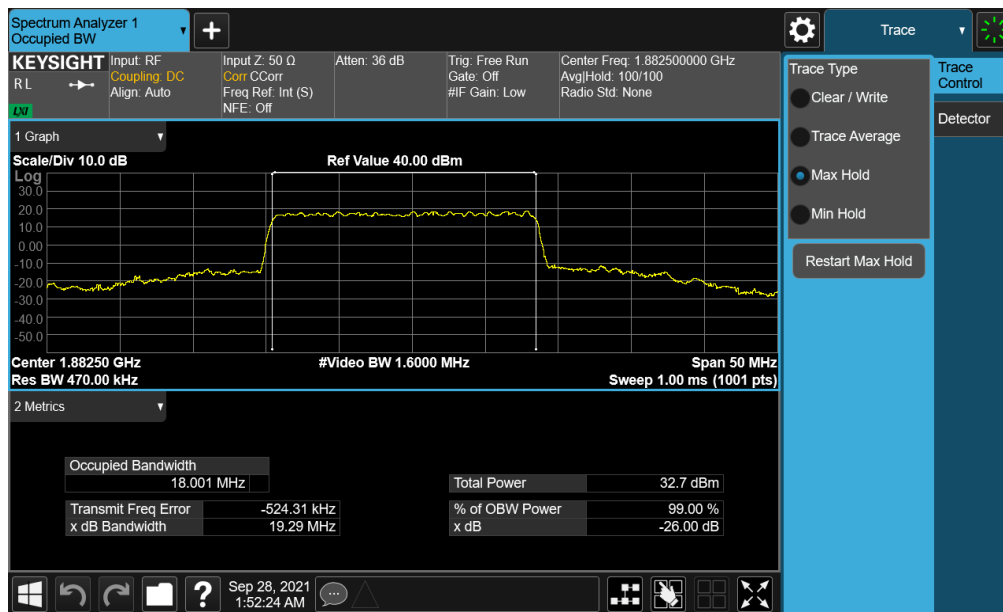 Spectrum Analyzer 1
Occupied BW
Trace
KEYSIGHT
R L
LXI
Input: RF
Coupling: DC
Align: Auto
Input Z: 50 Ω
Corr CCorr
Freq Ref: Int (S)
NFE: Off
Atten: 36 dB
Trig: Free Run
Gate: Off
#IF Gain: Low
Center Freq: 1.882500000 GHz
Avg|Hold: 100/100
Radio Std: None
Trace Type
Clear / Write
Trace Average
Max Hold
Min Hold
Restart Max Hold
Trace
Control
Detector
1 Graph
Scale/Div 10.0 dB
Ref Value 40.00 dBm
Log
30.0
20.0
10.0
0.00
-10.0
-20.0
-30.0
-40.0
-50.0
Center 1.88250 GHz
#Video BW 1.6000 MHz
Span 50 MHz
Res BW 470.00 kHz
Sweep 1.00 ms (1001 pts)
2 Metrics
Occupied Bandwidth
18.001 MHz
Total Power 32.7 dBm
Transmit Freq Error -524.31 kHz
% of OBW Power 99.00 %
x dB Bandwidth 19.29 MHz
x dB -26.00 dB
?
Sep 28, 2021
1:52:24 AM